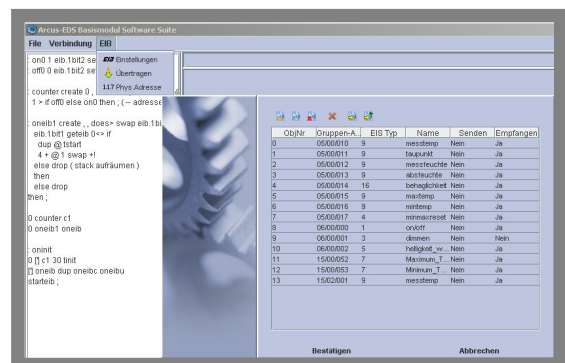 Arcus-EDS Basismodul Software Suite
File Verbindung EIB
EIB Einstellungen
Übertragen
1.1.7 Phys.Adresse
: on0 1 eib.1bit2 se
: off0 0 eib.1bit2 se
: counter create 0 ,
1 > if off0 else on0 then ; ( -- adresse
: oneib1 create , , does> swap eib.1bi
eib.1bit1 geteib 0<> if
dup @ tstart
4 + @ 1 swap +!
else drop ( stack aufräumen )
then
else drop
then ;
0 counter c1
0 oneib1 oneib
: oninit
0 ['] c1 30 tinit
['] oneib dup oneibc oneibu
starteib ;
ObjNr Gruppen-A... EIS Typ Name Senden Empfangen
0 05/00/010 9 messtemp Nein Ja
1 05/00/011 9 taupunkt Nein Ja
2 05/00/012 9 messfeuchte Nein Ja
3 05/00/013 9 absfeuchte Nein Ja
4 05/00/014 16 behaglichkeit Nein Ja
5 05/00/015 9 maxtemp Nein Ja
6 05/00/016 9 mintemp Nein Ja
7 05/00/017 4 minmaxreset Nein Ja
8 06/00/000 1 on/off Nein Ja
9 06/00/001 3 dimmen Nein Nein
10 06/00/002 5 helligkeit_w... Nein Ja
11 15/00/052 7 Maximum_T... Nein Ja
12 15/00/053 7 Minimum_T... Nein Ja
13 15/02/001 9 messtemp Nein Ja
Bestätigen Abbrechen